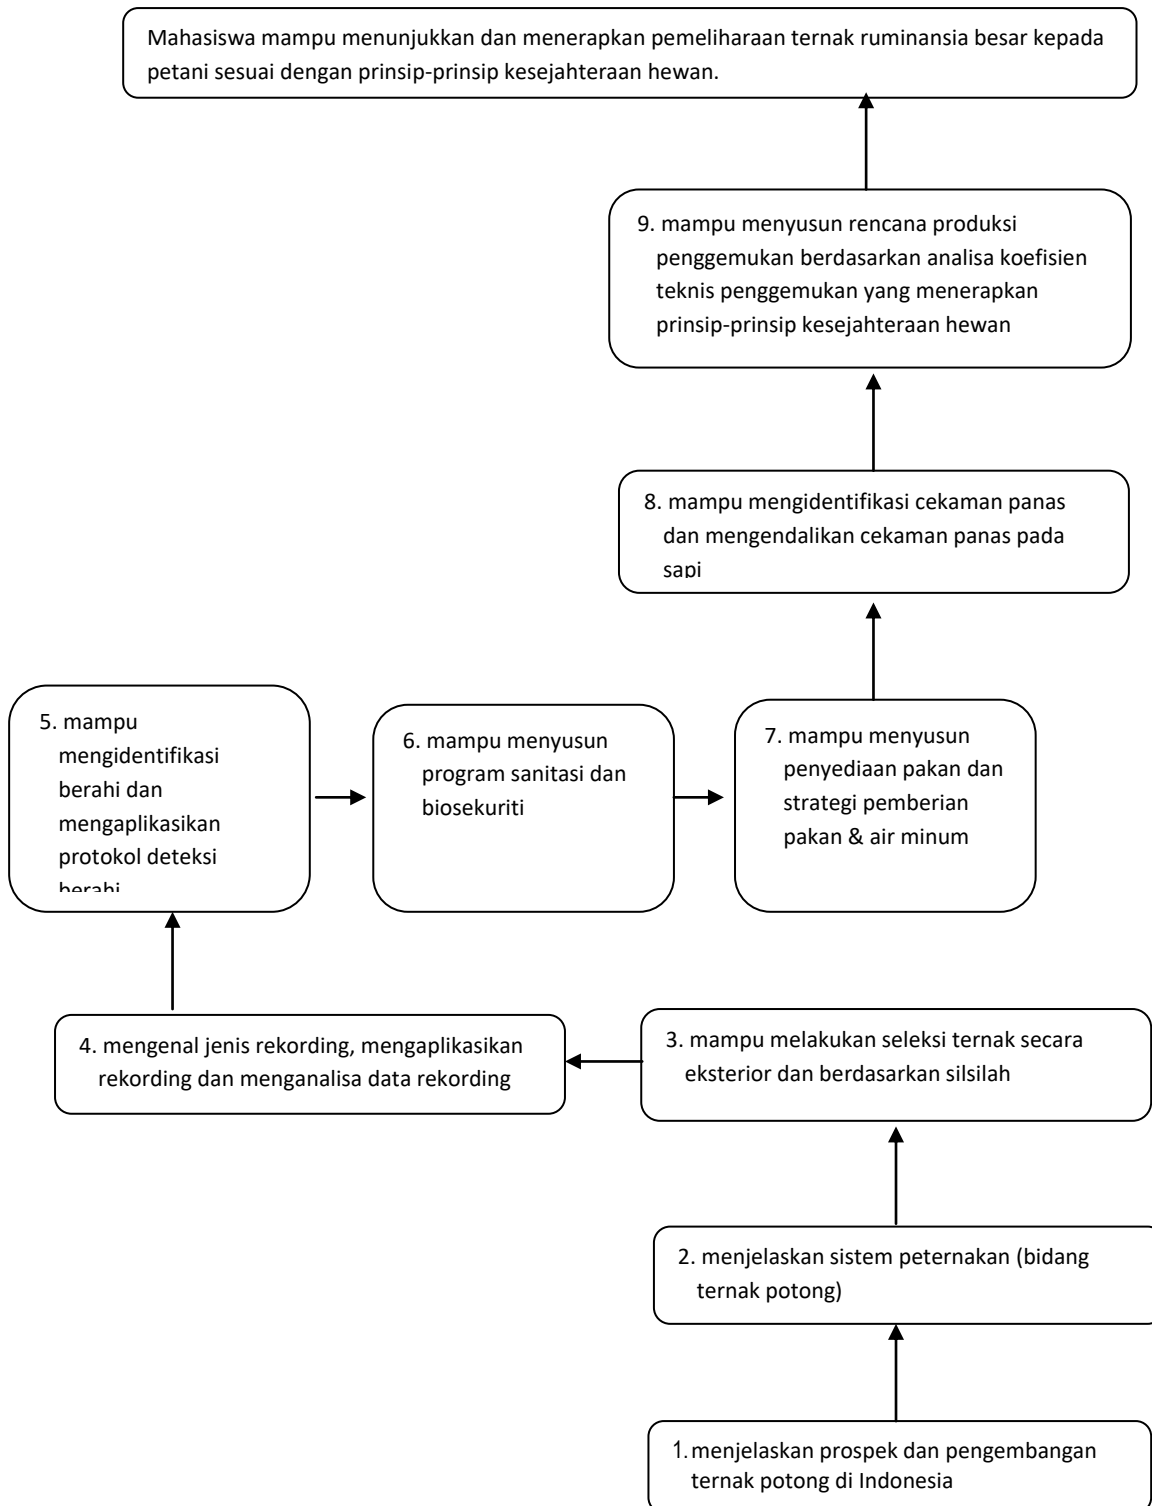 Mahasiswa mampu menunjukkan dan menerapkan pemeliharaan ternak ruminansia besar kepada
petani sesuai dengan prinsip-prinsip kesejahteraan hewan.
9. mampu menyusun rencana produksi
penggemukan berdasarkan analisa koefisien
teknis penggemukan yang menerapkan
prinsip-prinsip kesejahteraan hewan
8. mampu mengidentifikasi cekaman panas
dan mengendalikan cekaman panas pada
sapi
5. mampu
mengidentifikasi
berahi dan
mengaplikasikan
protokol deteksi
berahi
6. mampu menyusun
program sanitasi dan
biosekuriti
7. mampu menyusun
penyediaan pakan dan
strategi pemberian
pakan & air minum
4. mengenal jenis rekording, mengaplikasikan
rekording dan menganalisa data rekording
3. mampu melakukan seleksi ternak secara
eksterior dan berdasarkan silsilah
2. menjelaskan sistem peternakan (bidang
ternak potong)
1. menjelaskan prospek dan pengembangan
ternak potong di Indonesia